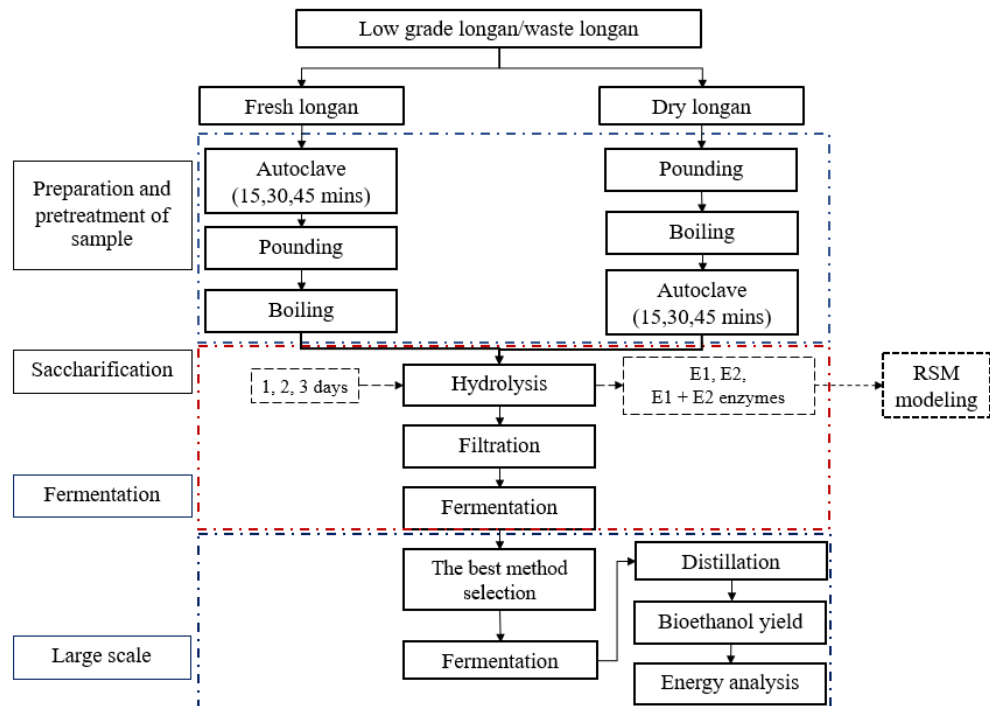 Low grade longan/waste longan
Fresh longan
Dry longan
Preparation and
pretreatment of
sample
Autoclave
(15,30,45 mins)
Pounding
Boiling
Pounding
Boiling
Autoclave
(15,30,45 mins)
Saccharification
1, 2, 3 days
Hydrolysis
E1, E2,
E1 + E2 enzymes
RSM
modeling
Filtration
Fermentation
Fermentation
The best method
selection
Distillation
Bioethanol yield
Large scale
Fermentation
Energy analysis